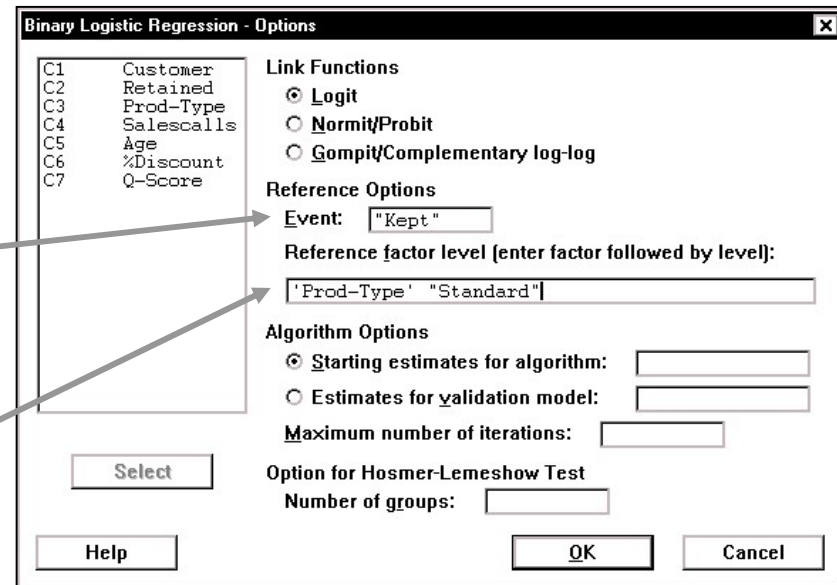 Binary Logistic Regression - Options
C1 Customer
C2 Retained
C3 Prod-Type
C4 Salescalls
C5 Age
C6 %Discount
C7 Q-Score
Select
Help
Link Functions
Logit
Normit/Probit
Gompit/Complementary log-log
Reference Options
Event: "Kept"
Reference factor level (enter factor followed by level):
'Prod-Type' "Standard"
Algorithm Options
Starting estimates for algorithm:
Estimates for validation model:
Maximum number of iterations:
Option for Hosmer-Lemeshow Test
Number of groups:
OK
Cancel